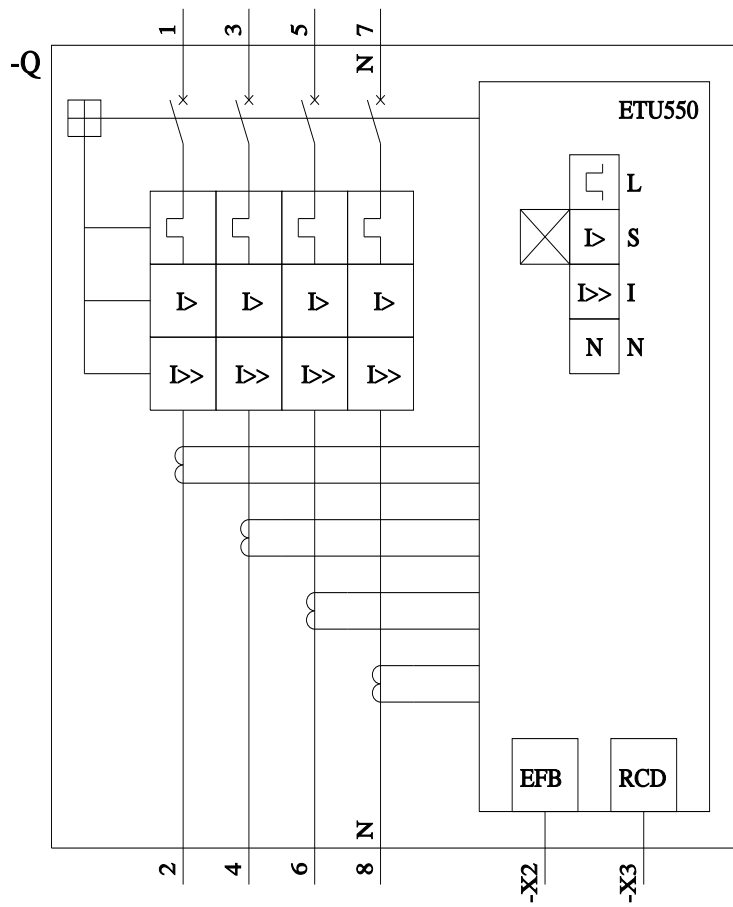 1 3 5 7
-Q N
ETU550
L
I> S
I> I> I> I>
I>> I
I>> I>> I>> I>>
N N
EFB RCD
N
2 4 6 8 -X2 -X3